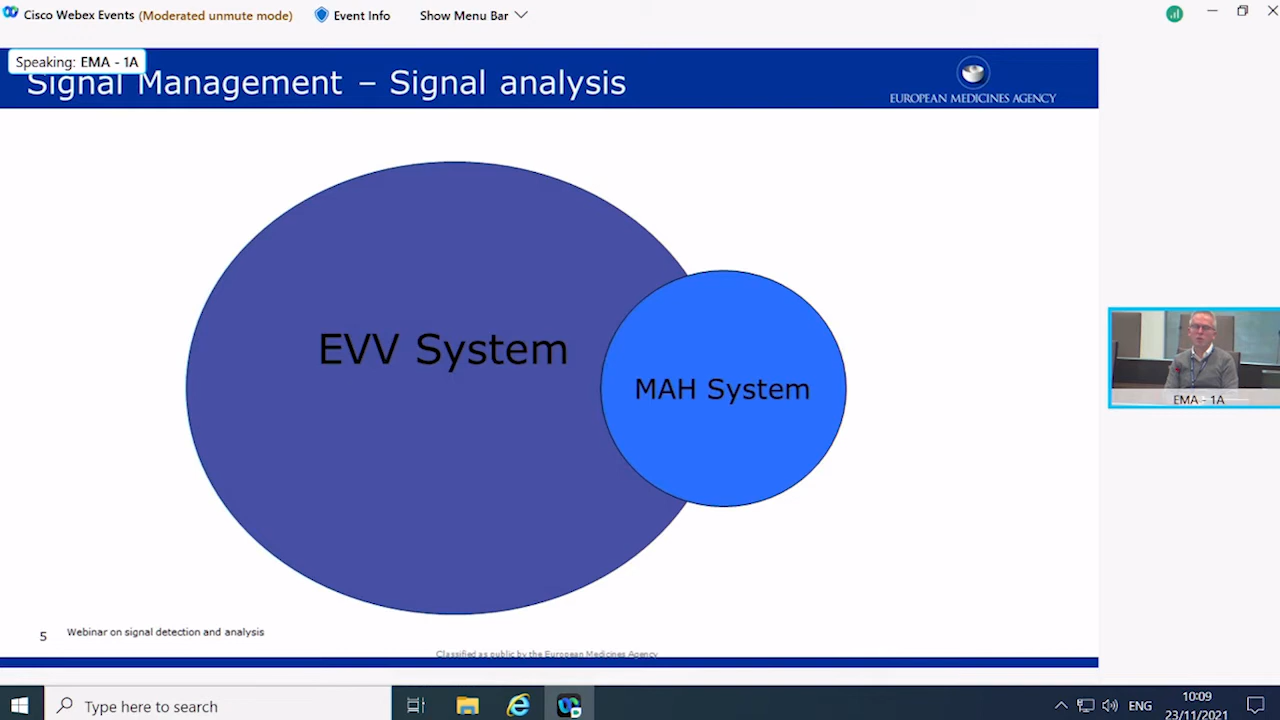 Cisco Webex Events (Moderated unmute mode) Event Info Show Menu Bar
Speaking: EMA - 1A
Signal Management – Signal analysis
EUROPEAN MEDICINES AGENCY
EVV System
MAH System
EMA - 1A
5 Webinar on signal detection and analysis
Classified as public by the European Medicines Agency
Type here to search
ENG
10:09
23/11/2021